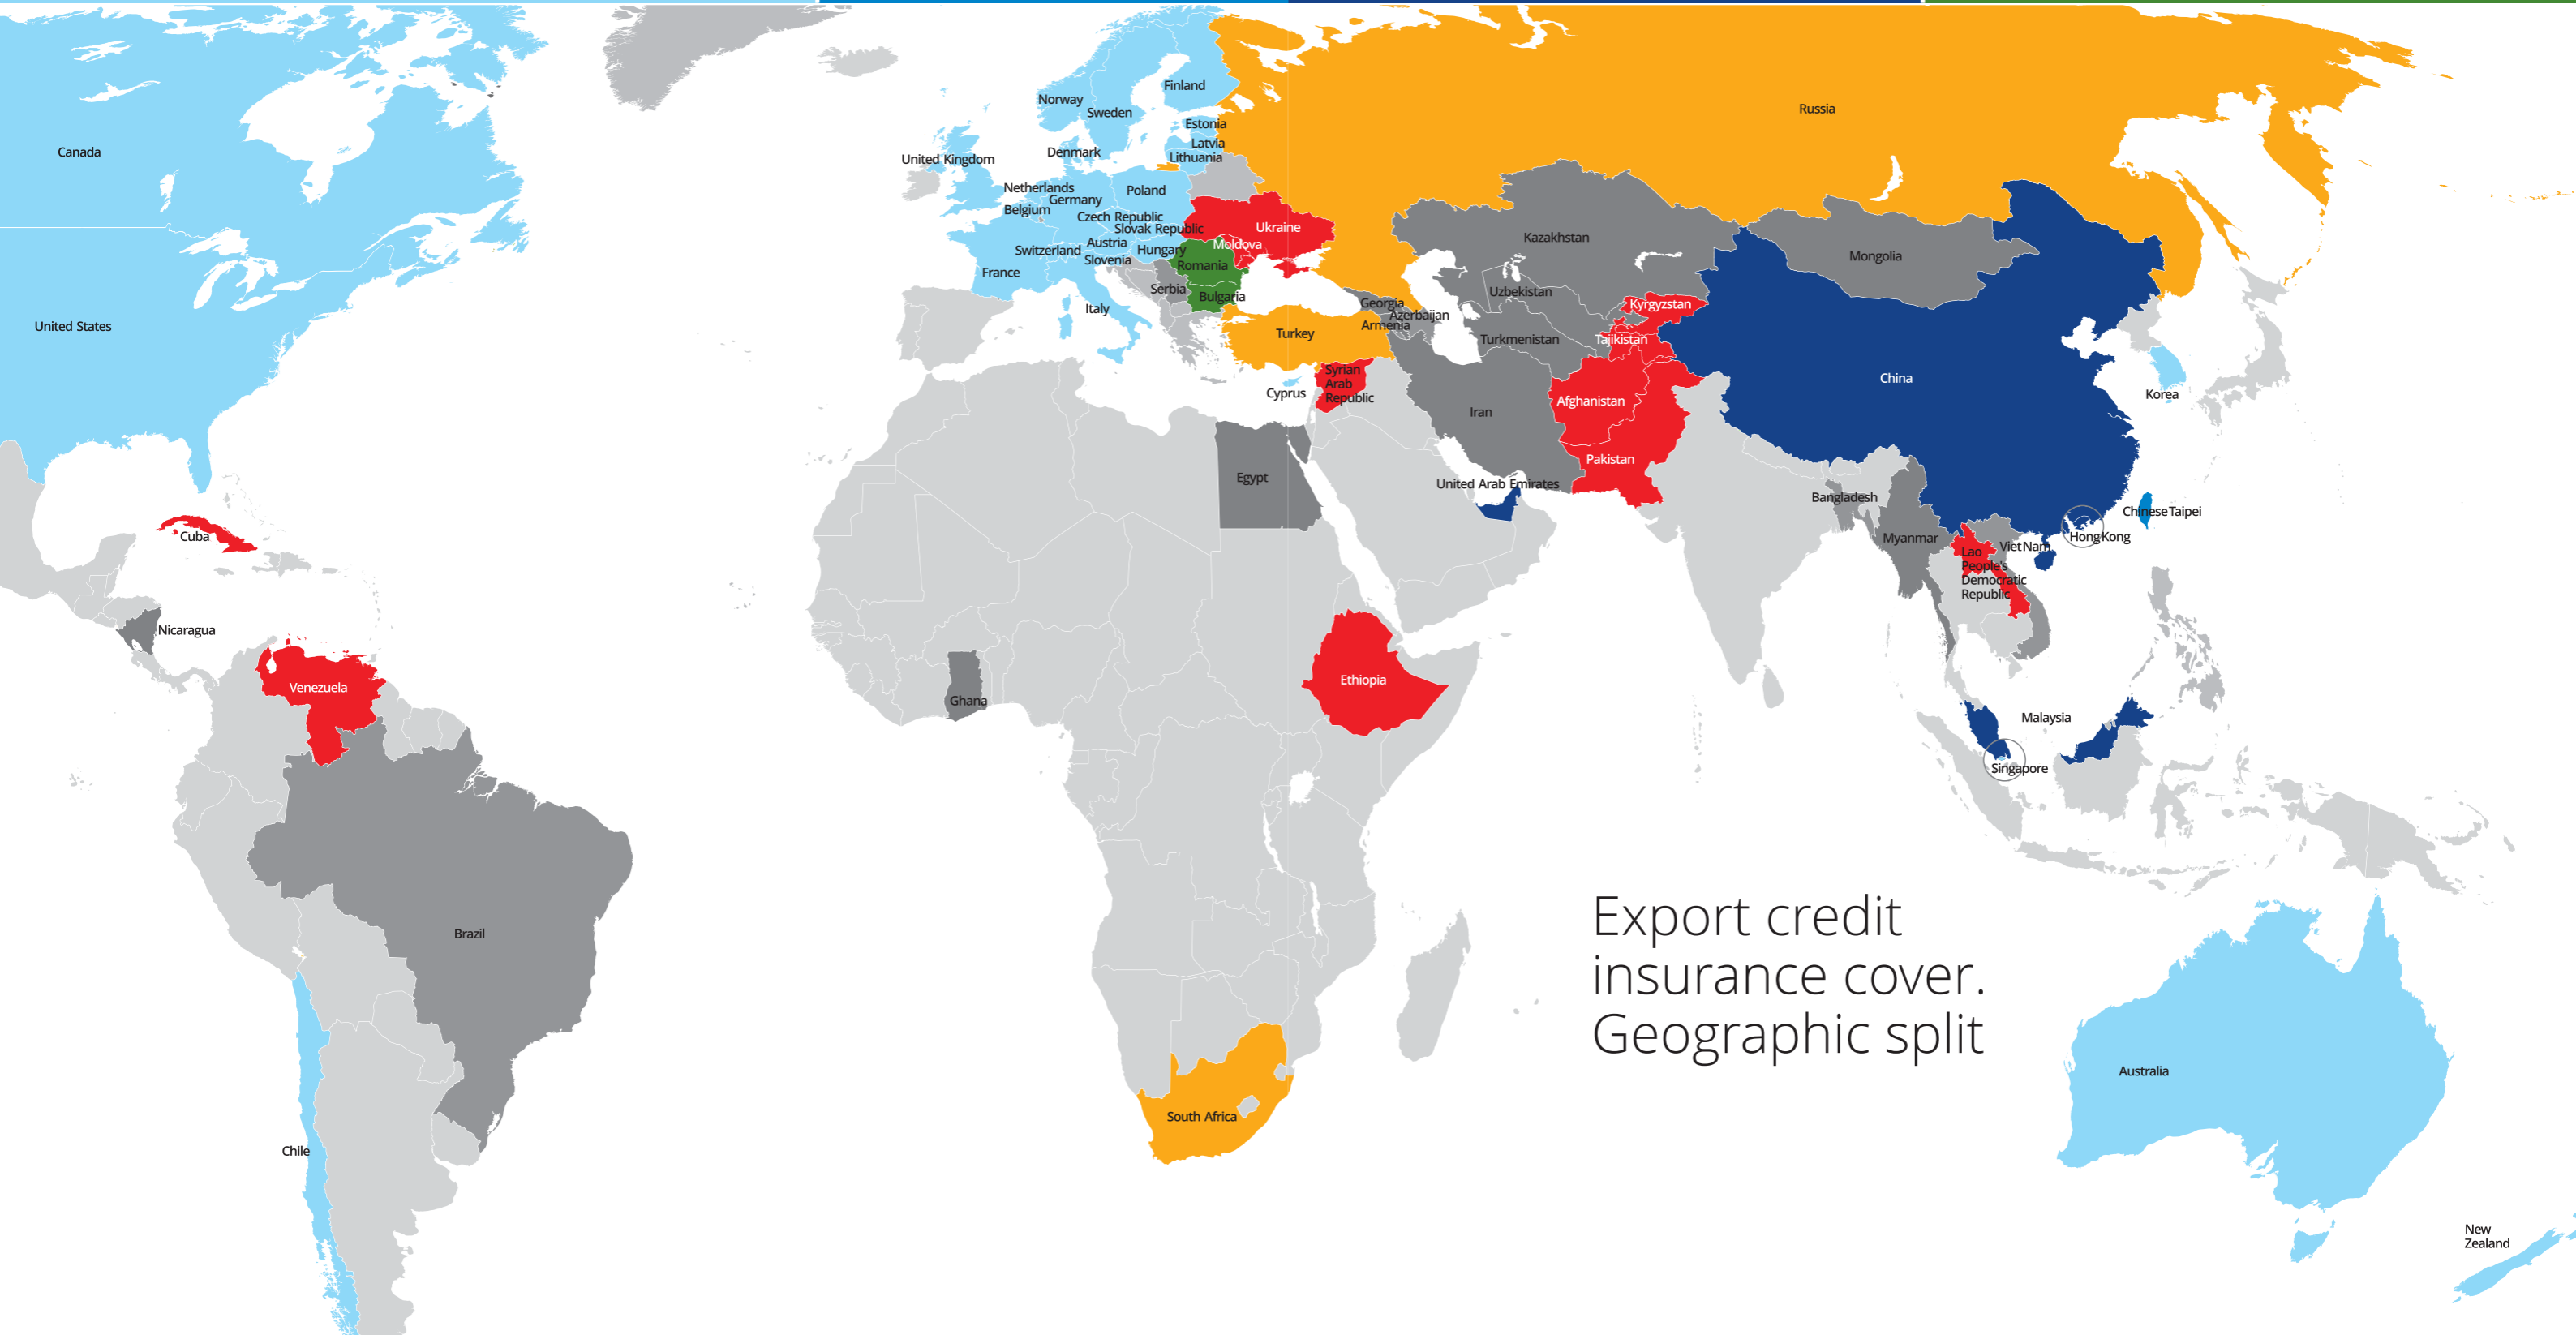 Canada
United States
Cuba
Nicaragua
Venezuela
Brazil
Chile
Norway
Sweden
Finland
Estonia
Latvia
Lithuania
Denmark
United Kingdom
Netherlands
Germany
Belgium
Poland
Czech Republic
Slovak Republic
Austria
Switzerland
Hungary
Slovenia
France
Italy
Serbia
Romania
Bulgaria
Moldova
Ukraine
Russia
Turkey
Cyprus
Syrian
Arab
Republic
Georgia
Azerbaijan
Armenia
Kazakhstan
Uzbekistan
Turkmenistan
Kyrgyzstan
Tajikistan
Mongolia
China
Korea
Iran
Afghanistan
Pakistan
United Arab Emirates
Egypt
Ghana
Ethiopia
South Africa
Bangladesh
Myanmar
Lao
People's
Democratic
Republic
Viet Nam
Hong Kong
Chinese Taipei
Malaysia
Singapore
Export credit
insurance cover.
Geographic split
Australia
New
Zealand